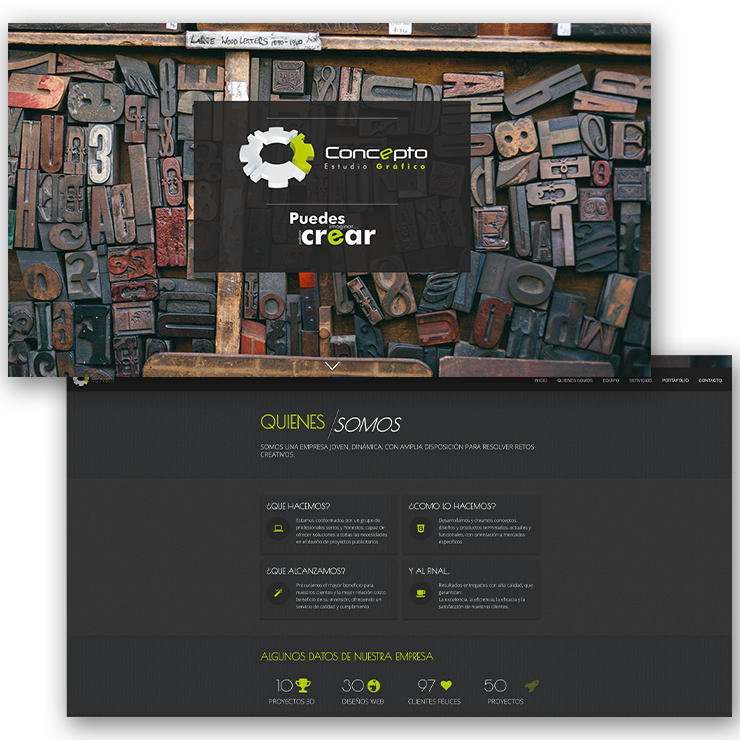 LARGE WOOD LETTERS 1890-1940
Concepto
Estudio Gráfico
Puedes
imaginar...
crear
INICIO QUIENES SOMOS EQUIPO SERVICIOS PORTAFOLIO CONTACTO
QUIENES /SOMOS
SOMOS UNA EMPRESA JOVEN, DINÁMICA, CON AMPLIA DISPOSICIÓN PARA RESOLVER RETOS
CREATIVOS.
¿QUE HACEMOS?
Estamos conformados por un grupo de
profesionales serios y honestos, capaz de
ofrecer soluciones a todas las necesidades
en el diseño de proyectos publicitarios.
¿COMO LO HACEMOS?
Desarrollamos y creamos conceptos,
diseños y productos terminados, actuales y
funcionales, con orientación a mercados
específicos.
¿QUE ALCANZAMOS?
Procuramos el mayor beneficio para
nuestros clientes y la mejor relación costo
beneficio de su inversión, ofreciendo un
servicio de calidad y cumplimiento.
Y AL FINAL...
Resultados entregados con alta calidad, que
garantizan:
La excelencia, la eficiencia, la eficacia y la
satisfacción de nuestros clientes.
ALGUNOS DATOS DE NUESTRA EMPRESA
10 30 97 50
PROYECTOS 3D DISEÑOS WEB CLIENTES FELICES PROYECTOS